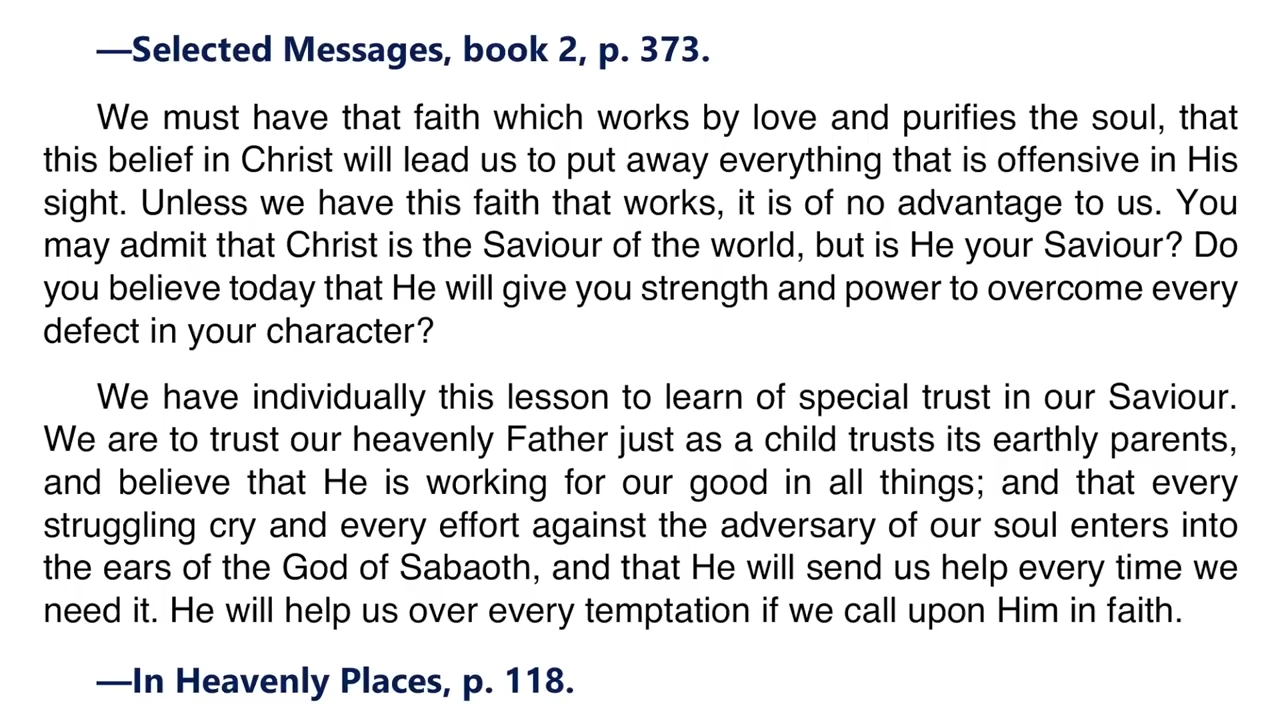 —Selected Messages, book 2, p. 373.
We must have that faith which works by love and purifies the soul, that
this belief in Christ will lead us to put away everything that is offensive in His
sight. Unless we have this faith that works, it is of no advantage to us. You
may admit that Christ is the Saviour of the world, but is He your Saviour? Do
you believe today that He will give you strength and power to overcome every
defect in your character?
We have individually this lesson to learn of special trust in our Saviour.
We are to trust our heavenly Father just as a child trusts its earthly parents,
and believe that He is working for our good in all things; and that every
struggling cry and every effort against the adversary of our soul enters into
the ears of the God of Sabaoth, and that He will send us help every time we
need it. He will help us over every temptation if we call upon Him in faith.
—In Heavenly Places, p. 118.